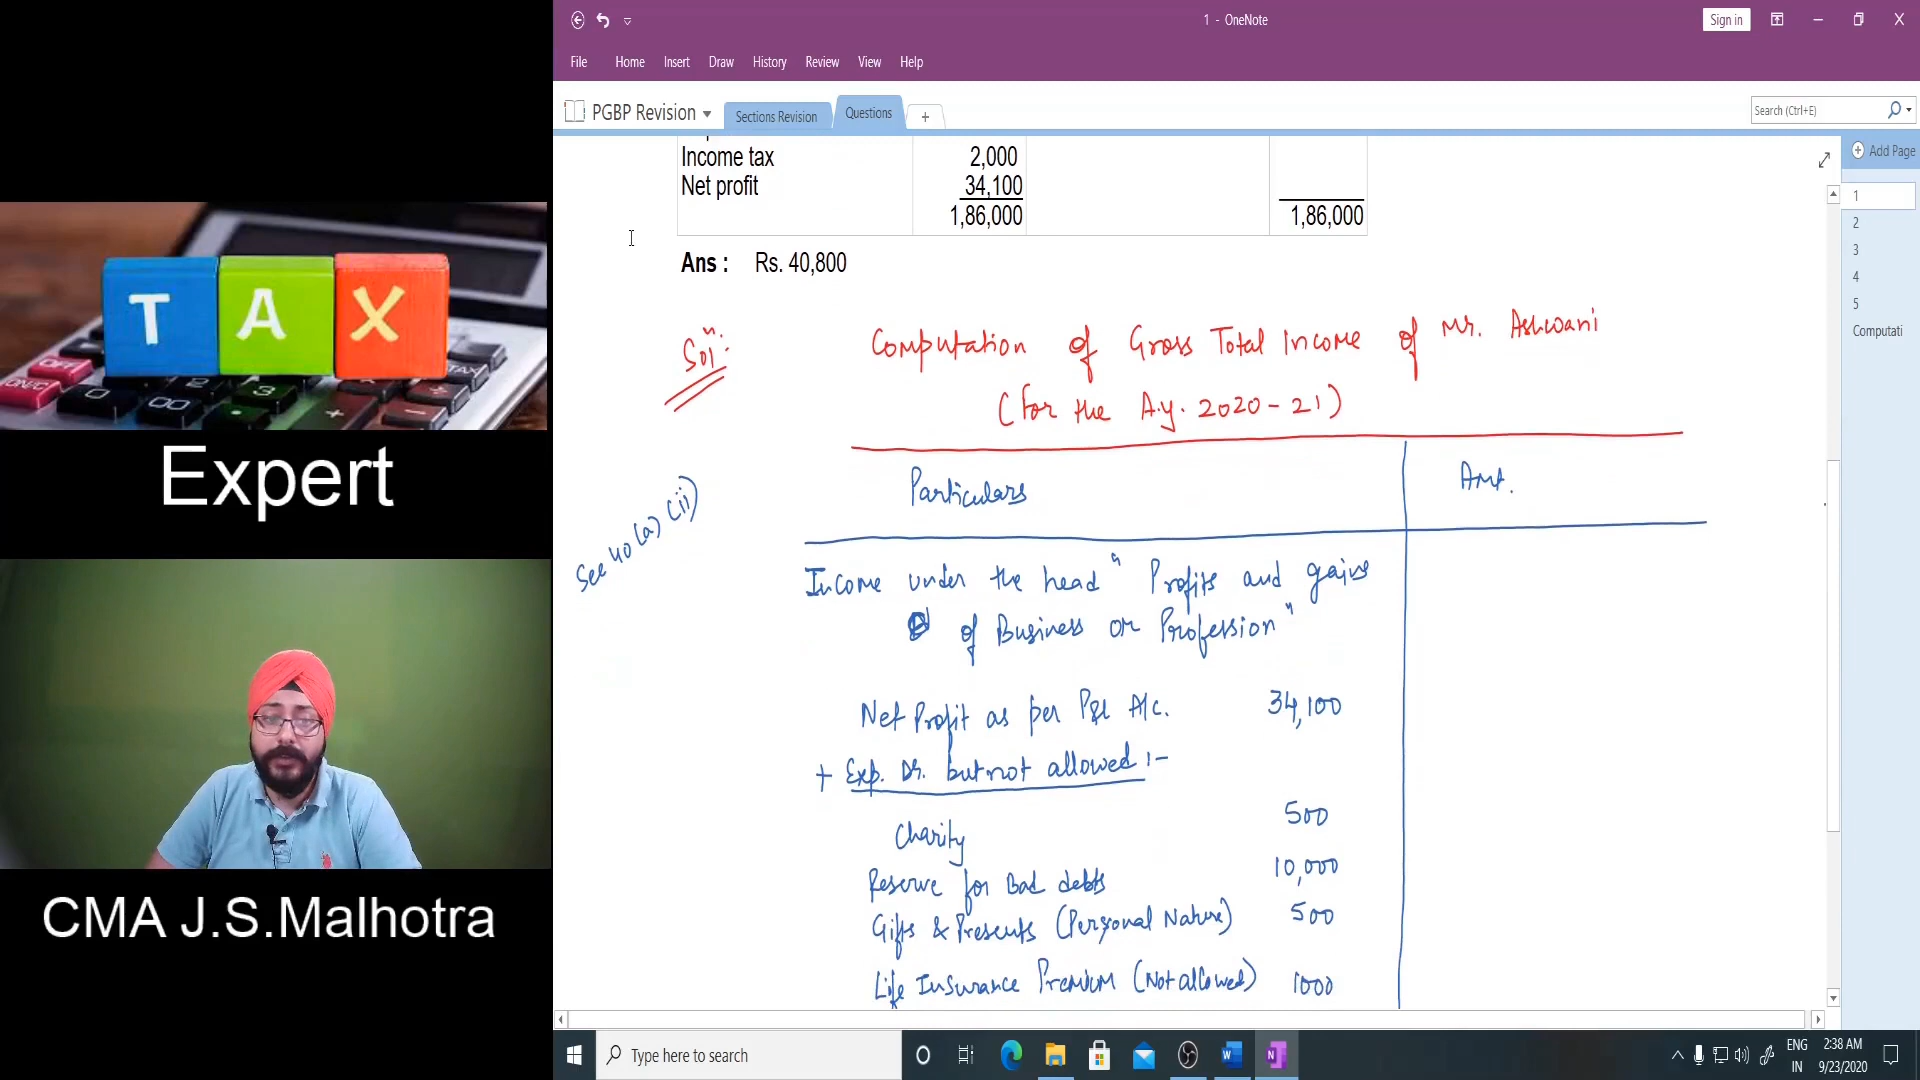 1 - OneNote
Sign in
File Home Insert Draw History Review View Help
PGBP Revision Sections Revision Questions +
Search (Ctrl+E)
Add Page
1
2
3
4
5
Computati
Income tax 2,000
Net profit 34,100
1,86,000 1,86,000
Ans : Rs. 40,800
Soln:
Computation of Gross Total Income of Mr. Ashwani
(For the A.y. 2020-21)
Particulars Amt.
Sec 40(a)(ii)
Income under the head " Profits and gains
of Business or Profession "
Net Profit as per P&L A/c. 34,100
+ Exp. Dr. but not allowed :-
Charity 500
Reserve for Bad debts 10,000
Gifts & Presents (Personal Nature) 500
Life Insurance Premium (Not allowed) 1000
T A X
Expert
CMA J.S.Malhotra
Type here to search
ENG
IN
2:38 AM
9/23/2020